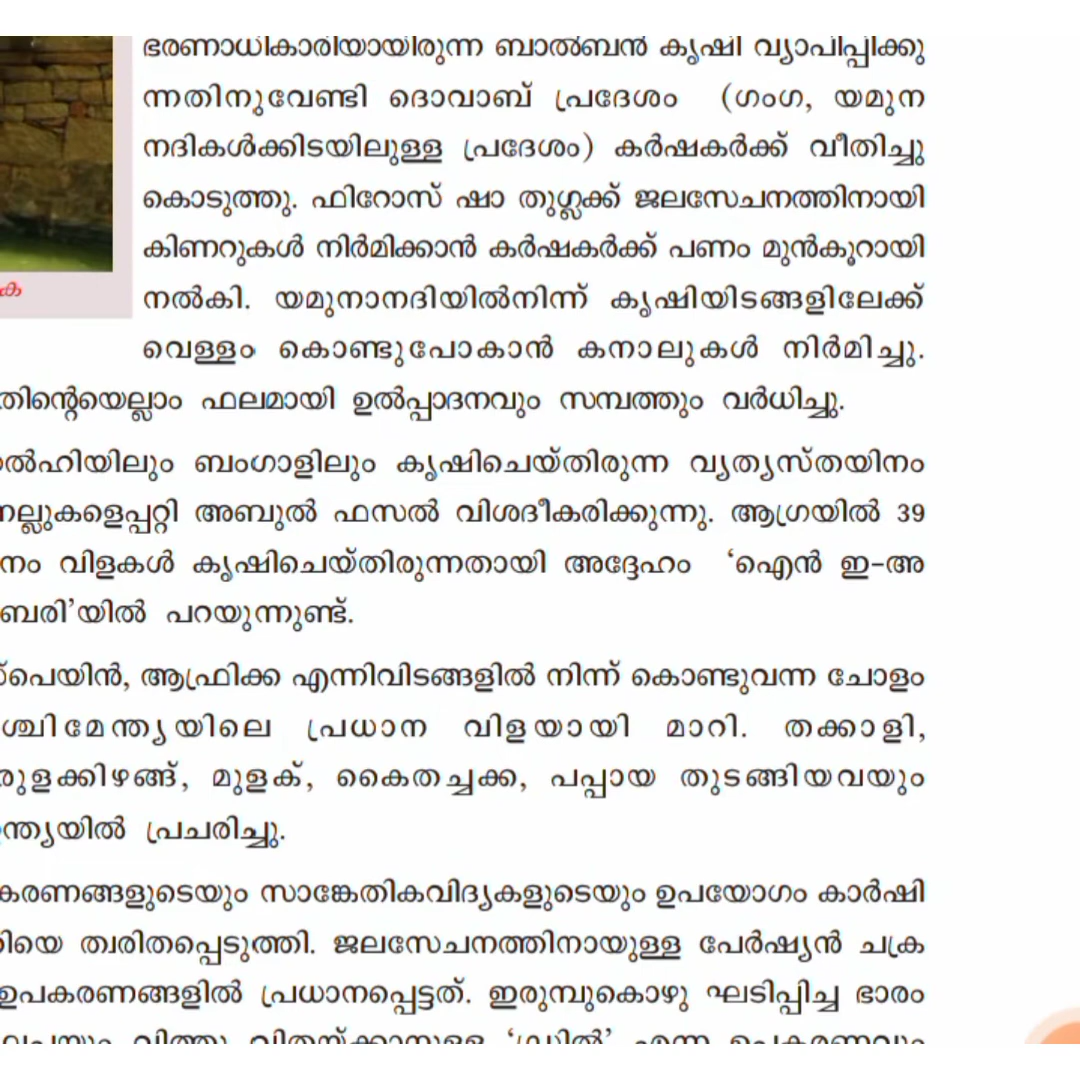 ഭരണാധികാരിയായിരുന്ന ബാൽബൻ കൃഷി വ്യാപിപ്പിക്കു
ന്നതിനുവേണ്ടി ദൊവാബ് പ്രദേശം (ഗംഗ, യമുന
നദികൾക്കിടയിലുള്ള പ്രദേശം) കർഷകർക്ക് വീതിച്ചു
കൊടുത്തു. ഫിറോസ് ഷാ തുഗ്ലക്ക് ജലസേചനത്തിനായി
കിണറുകൾ നിർമിക്കാൻ കർഷകർക്ക് പണം മുൻകൂറായി
നൽകി. യമുനാനദിയിൽനിന്ന് കൃഷിയിടങ്ങളിലേക്ക്
വെള്ളം കൊണ്ടുപോകാൻ കനാലുകൾ നിർമിച്ചു.
തിന്റെയെല്ലാം ഫലമായി ഉൽപ്പാദനവും സമ്പത്തും വർധിച്ചു.
ൽഹിയിലും ബംഗാളിലും കൃഷിചെയ്തിരുന്ന വ്യത്യസ്തയിനം
നല്ലുകളെപ്പറ്റി അബുൽ ഫസൽ വിശദീകരിക്കുന്നു. ആഗ്രയിൽ 39
നം വിളകൾ കൃഷിചെയ്തിരുന്നതായി അദ്ദേഹം ‘ഐൻ ഇ-അ
ബരി’യിൽ പറയുന്നുണ്ട്.
പെയിൻ, ആഫ്രിക്ക എന്നിവിടങ്ങളിൽ നിന്ന് കൊണ്ടുവന്ന ചോളം
ശ്ചിമേന്ത്യയിലെ പ്രധാന വിളയായി മാറി. തക്കാളി,
രുളക്കിഴങ്ങ്, മുളക്, കൈതച്ചക്ക, പപ്പായ തുടങ്ങിയവയും
ന്ത്യയിൽ പ്രചരിച്ചു.
കരണങ്ങളുടെയും സാങ്കേതികവിദ്യകളുടെയും ഉപയോഗം കാർഷി
ിയെ ത്വരിതപ്പെടുത്തി. ജലസേചനത്തിനായുള്ള പേർഷ്യൻ ചക്ര
ഉപകരണങ്ങളിൽ പ്രധാനപ്പെട്ടത്. ഇരുമ്പുകൊഴു ഘടിപ്പിച്ച ഭാരം
വിത്തു വിതയ്ക്കാനുള്ള ‘ഡ്രിൽ’ എന്ന ഉപകരണവും